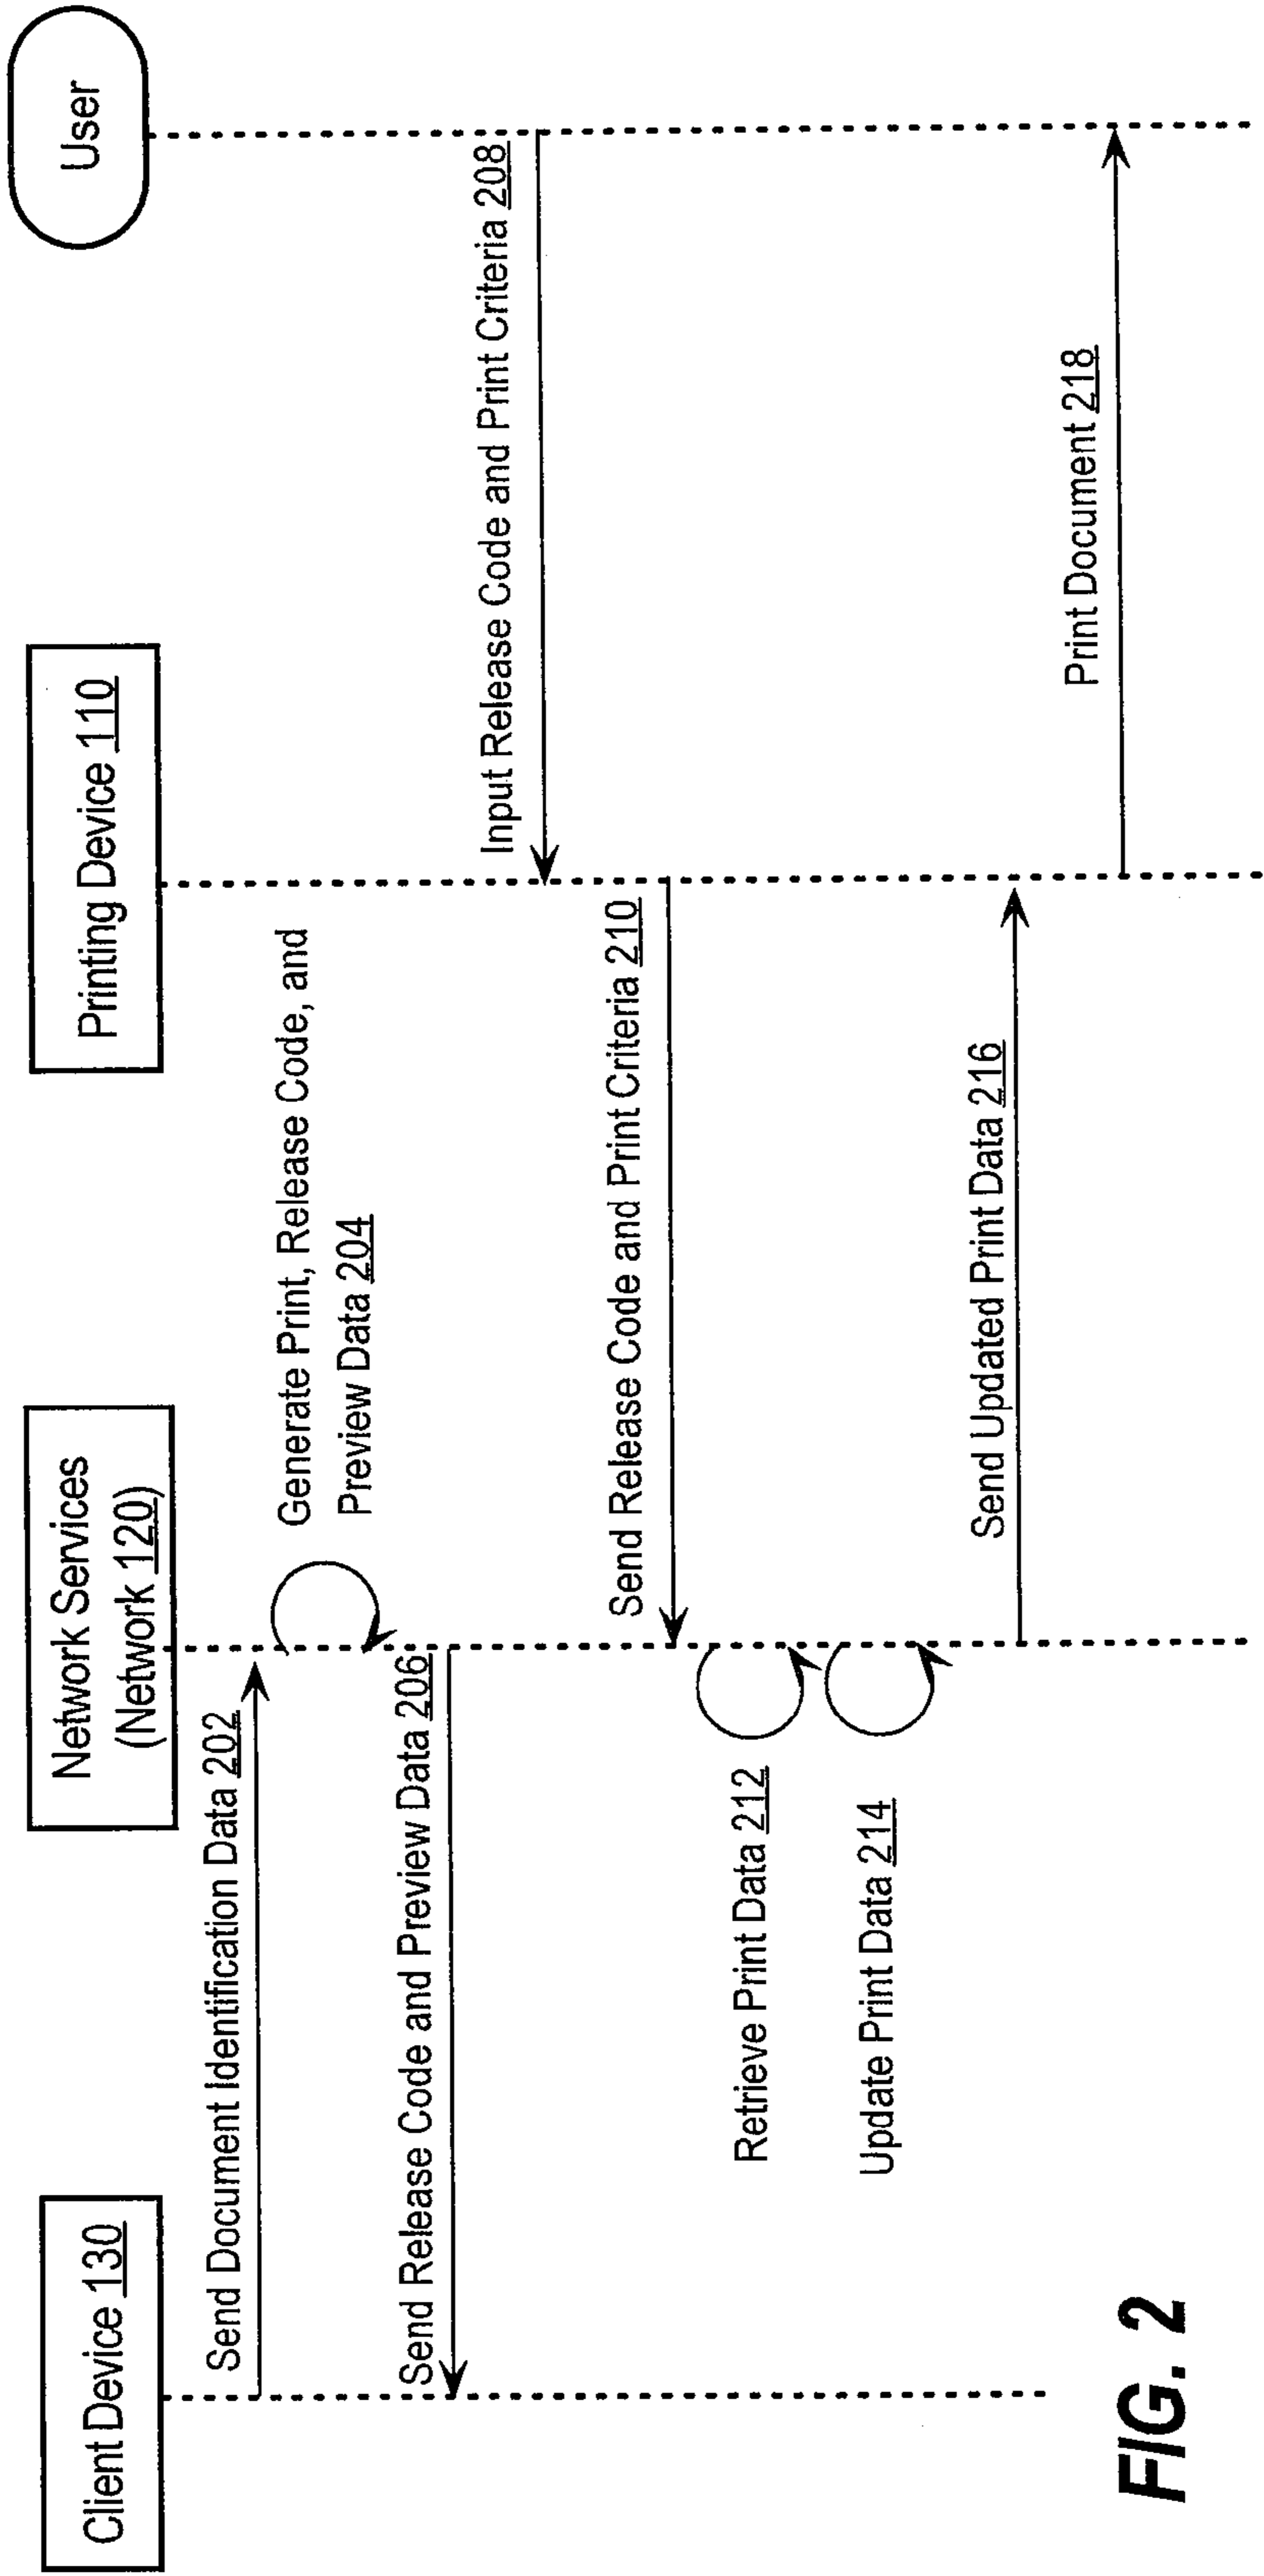 Client Device 130
Network Services
(Network 120)
Printing Device 110
User
Send Document Identification Data 202
Generate Print, Release Code, and
Preview Data 204
Send Release Code and Preview Data 206
Input Release Code and Print Criteria 208
Send Release Code and Print Criteria 210
Retrieve Print Data 212
Update Print Data 214
Send Updated Print Data 216
Print Document 218
FIG. 2